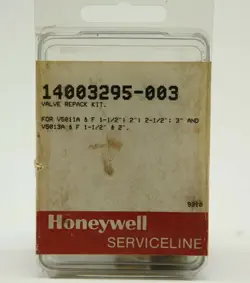 14003295-003
VALVE REPACK KIT.
FOR V5011A & F 1-1/2"; 2"; 2-1/2"; 3" AND
V5013A & F 1-1/2" & 2".
Honeywell
SERVICELINE